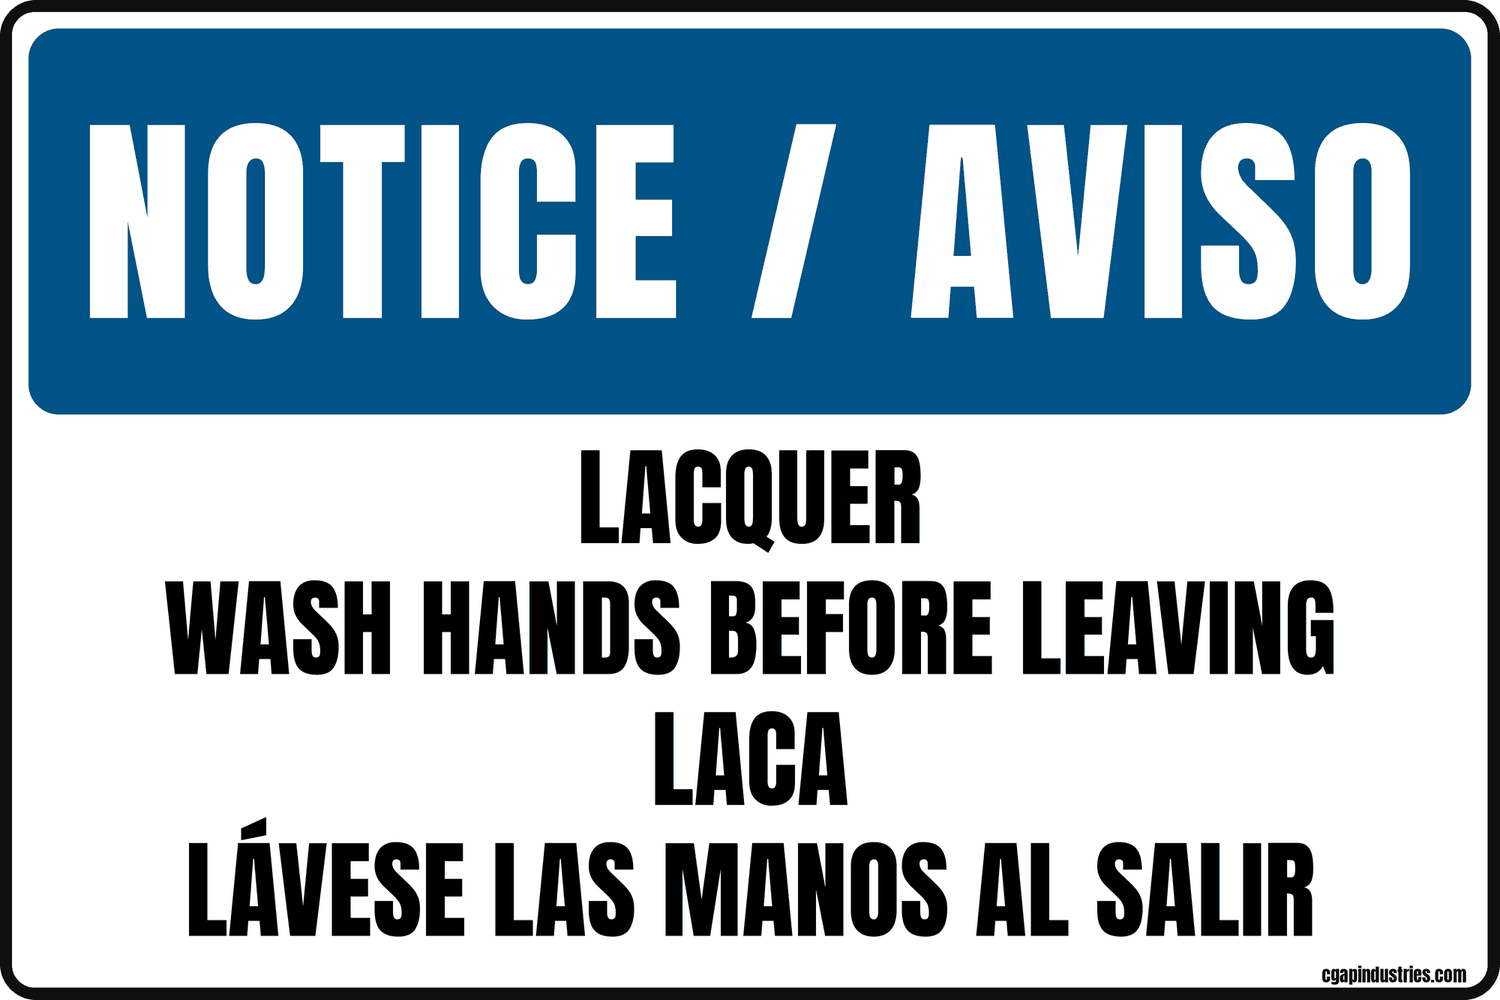 NOTICE / AVISO
LACQUER
WASH HANDS BEFORE LEAVING
LACA
LÁVESE LAS MANOS AL SALIR
cgapindustries.com